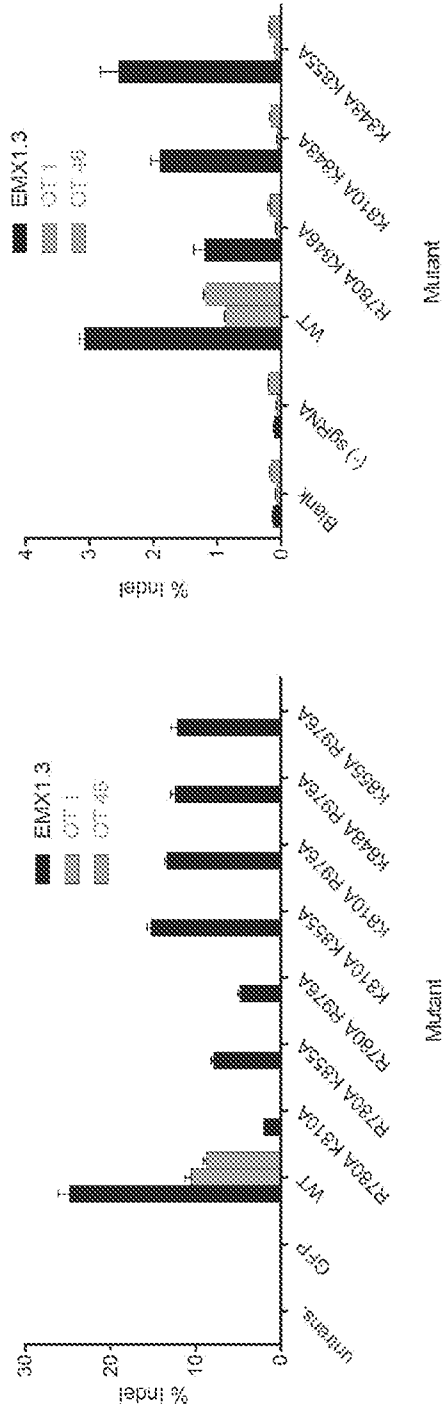 % Indel
30
20
10
0
EMX1.3
OT 1
OT 46
untrans.
GFP
WT
R780A K810A
R780A K855A
R780A R976A
K810A K855A
K810A R976A
K848A R976A
K855A R976A
Mutant
% Indel
4
3
2
1
0
EMX1.3
OT 1
OT 46
Blank
(-) sgRNA
WT
R780A K848A
K810A K848A
K848A K855A
Mutant